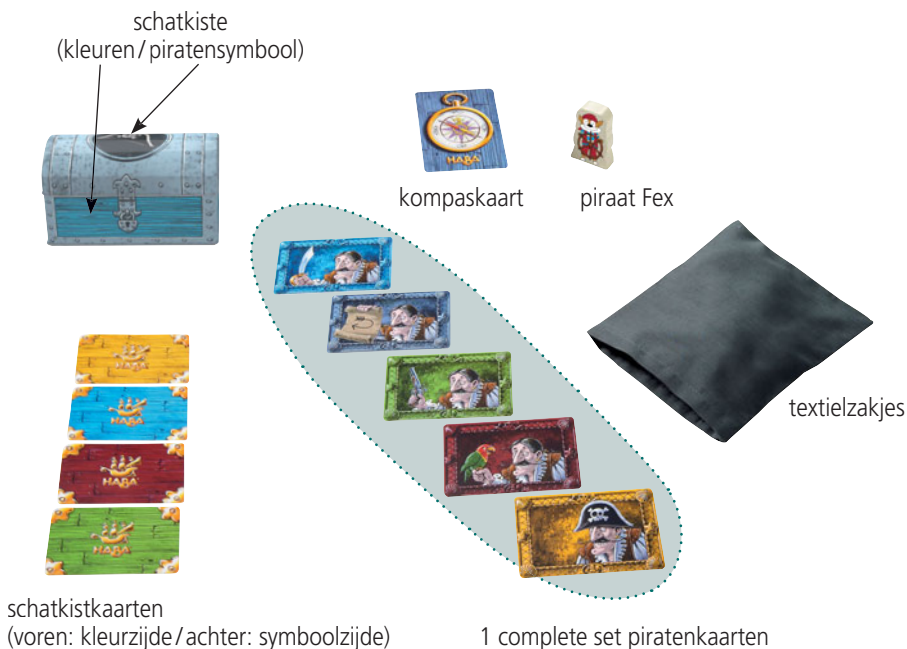 schatkiste
(kleuren/piratensymbool)
HABA
kompaskaart
piraat Fex
textielzakjes
HABA
HABA
HABA
HABA
schatkistkaarten
(voren: kleurzijde/achter: symboolzijde)
1 complete set piratenkaarten